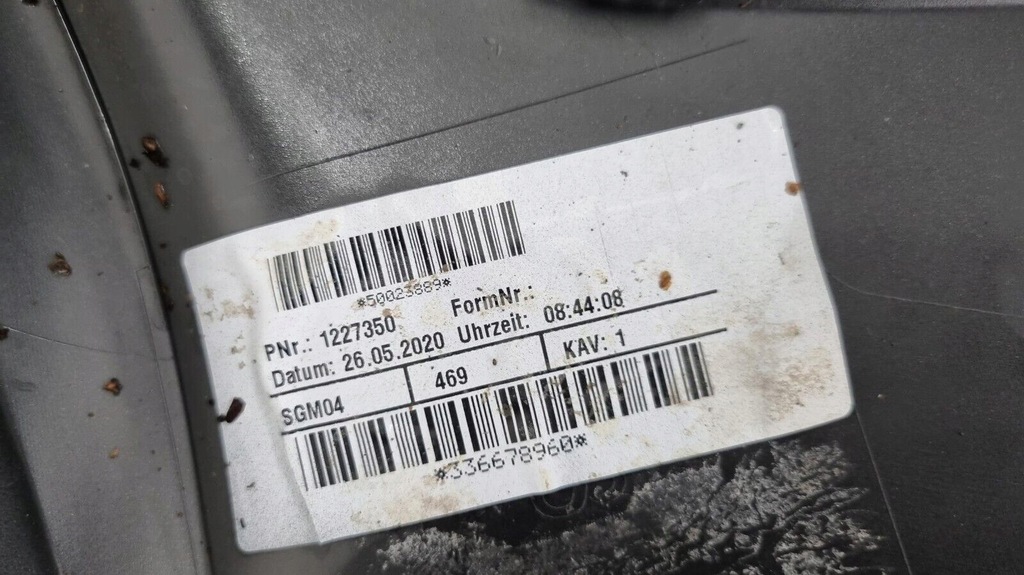 *50023889*
PNr.: 1227350 FormNr.:
Datum: 26.05.2020 Uhrzeit: 08:44:08
SGM04 469 KAV: 1
*336678960*